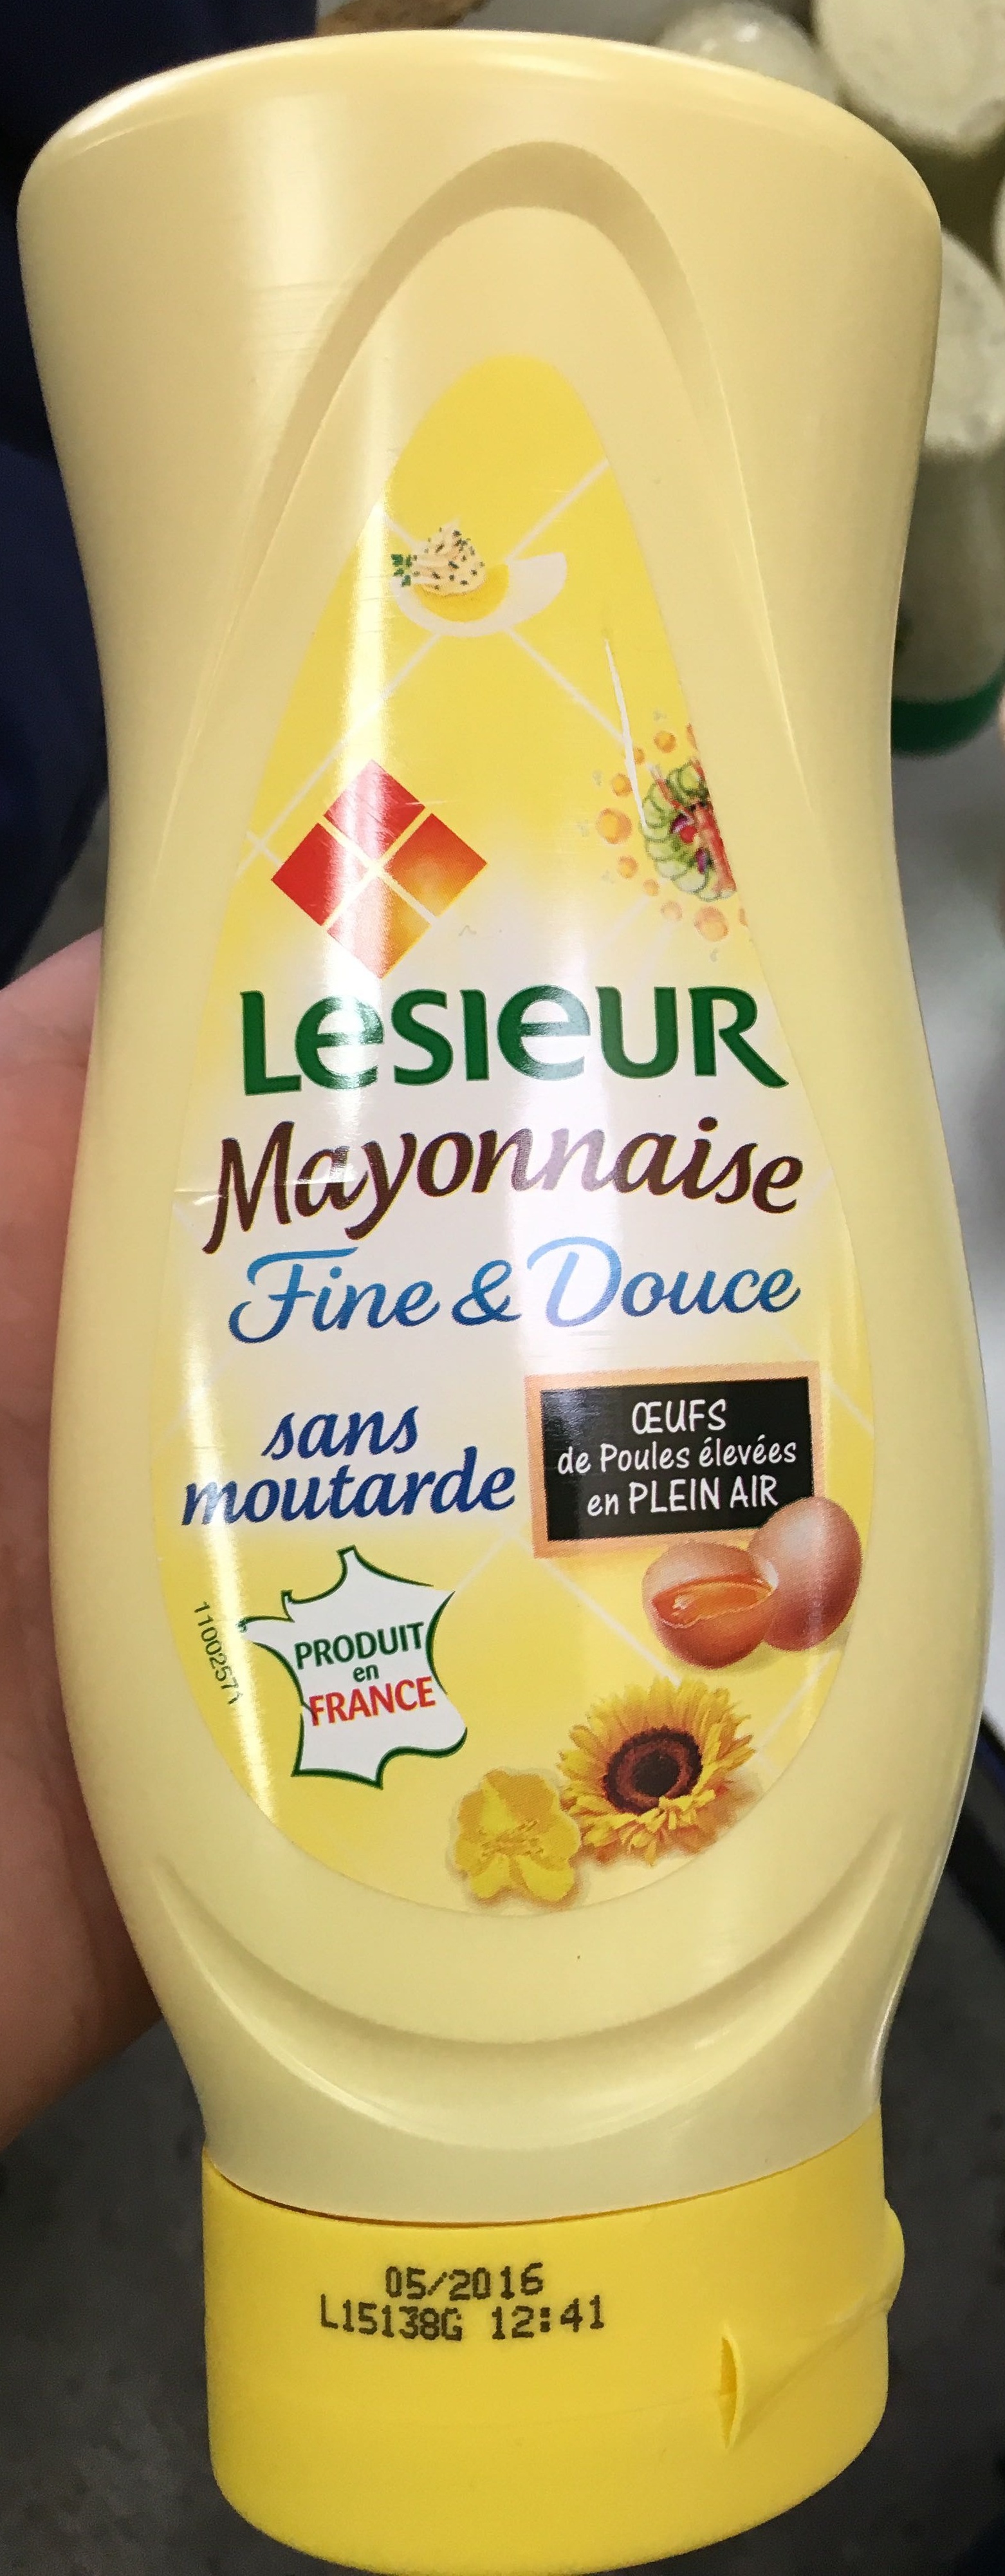 Lesieur
Mayonnaise
Fine & Douce
sans
moutarde
ŒUFS
de Poules élevées
en PLEIN AIR
11002571
PRODUIT
en
FRANCE
05/2016
L15138G 12:41